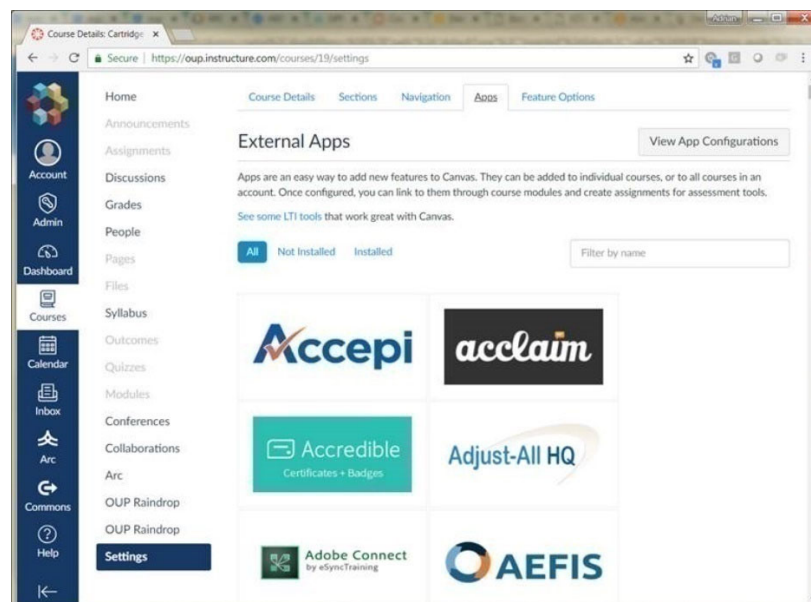 Adrian
Course Details: Cartridge
Secure | https://oup.instructure.com/courses/19/settings
Account
Admin
Dashboard
Courses
Calendar
Inbox
Arc
Commons
Help
Home
Announcements
Assignments
Discussions
Grades
People
Pages
Files
Syllabus
Outcomes
Quizzes
Modules
Conferences
Collaborations
Arc
OUP Raindrop
OUP Raindrop
Settings
Course Details Sections Navigation Apps Feature Options
External Apps
View App Configurations
Apps are an easy way to add new features to Canvas. They can be added to individual courses, or to all courses in an
account. Once configured, you can link to them through course modules and create assignments for assessment tools.
See some LTI tools that work great with Canvas.
All Not Installed Installed
Filter by name
Accepi
acclaim
Accredible
Certificates + Badges
Adjust-All HQ
Adobe Connect
by eSyncTraining
AEFIS